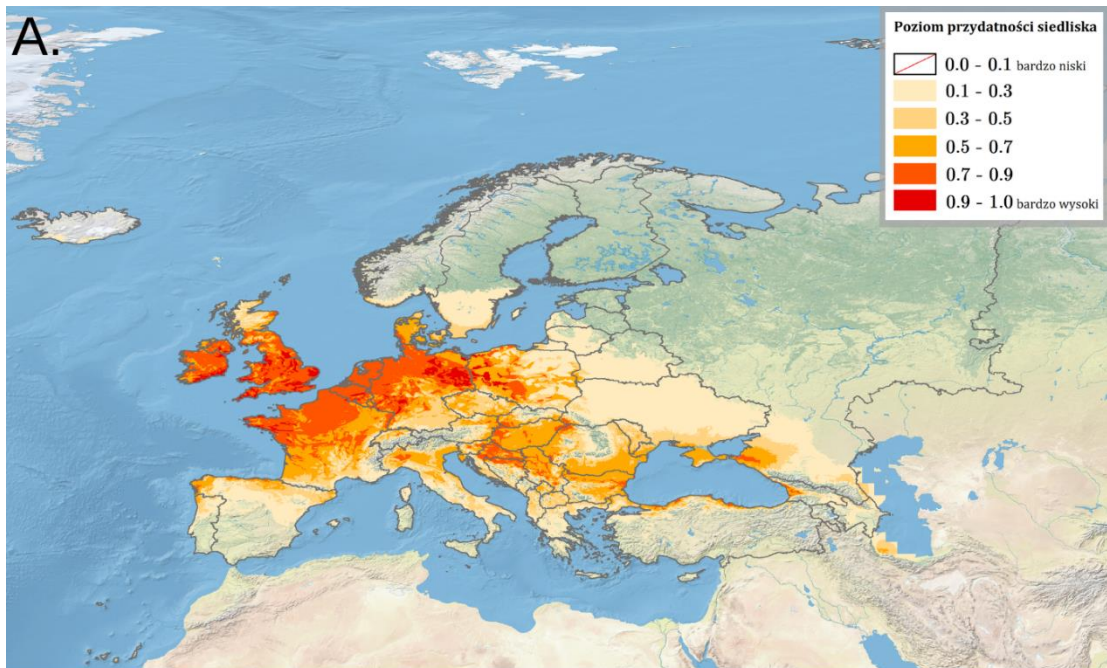 A.
Poziom przydatności siedliska
0.0 - 0.1 bardzo niski
0.1 - 0.3
0.3 - 0.5
0.5 - 0.7
0.7 - 0.9
0.9 - 1.0 bardzo wysoki